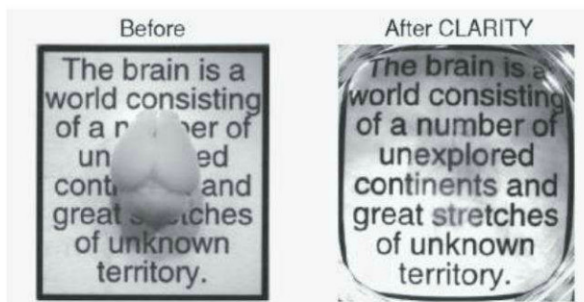 Before
The brain is a
world consisting
of a of
and
great
of unknown
territory.
After CLARITY
The brain is a
world consisting
of a number of
unexplored
continents and
great stretches
of unknown
territory.